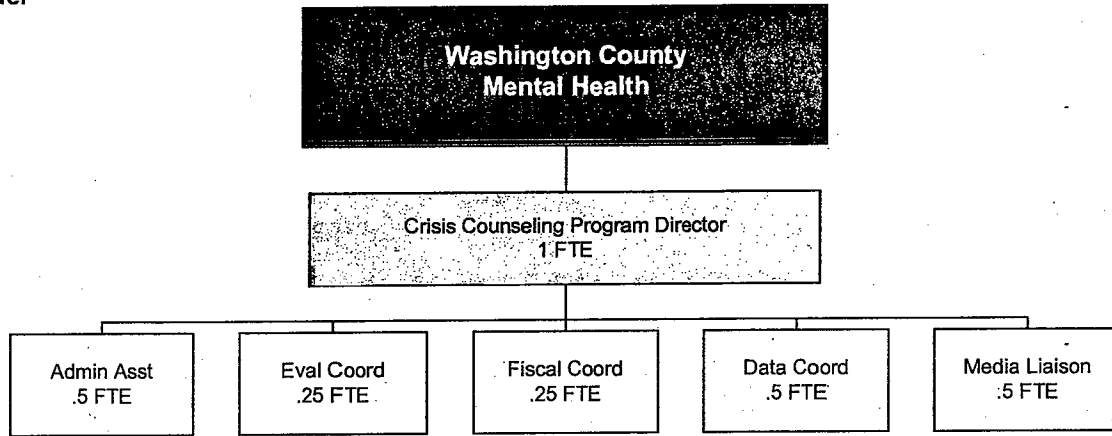 Washington County
Mental Health
Crisis Counseling Program Director
1 FTE
Admin Asst
.5 FTE
Eval Coord
.25 FTE
Fiscal Coord
.25 FTE
Data Coord
.5 FTE
Media Liaison
.5 FTE